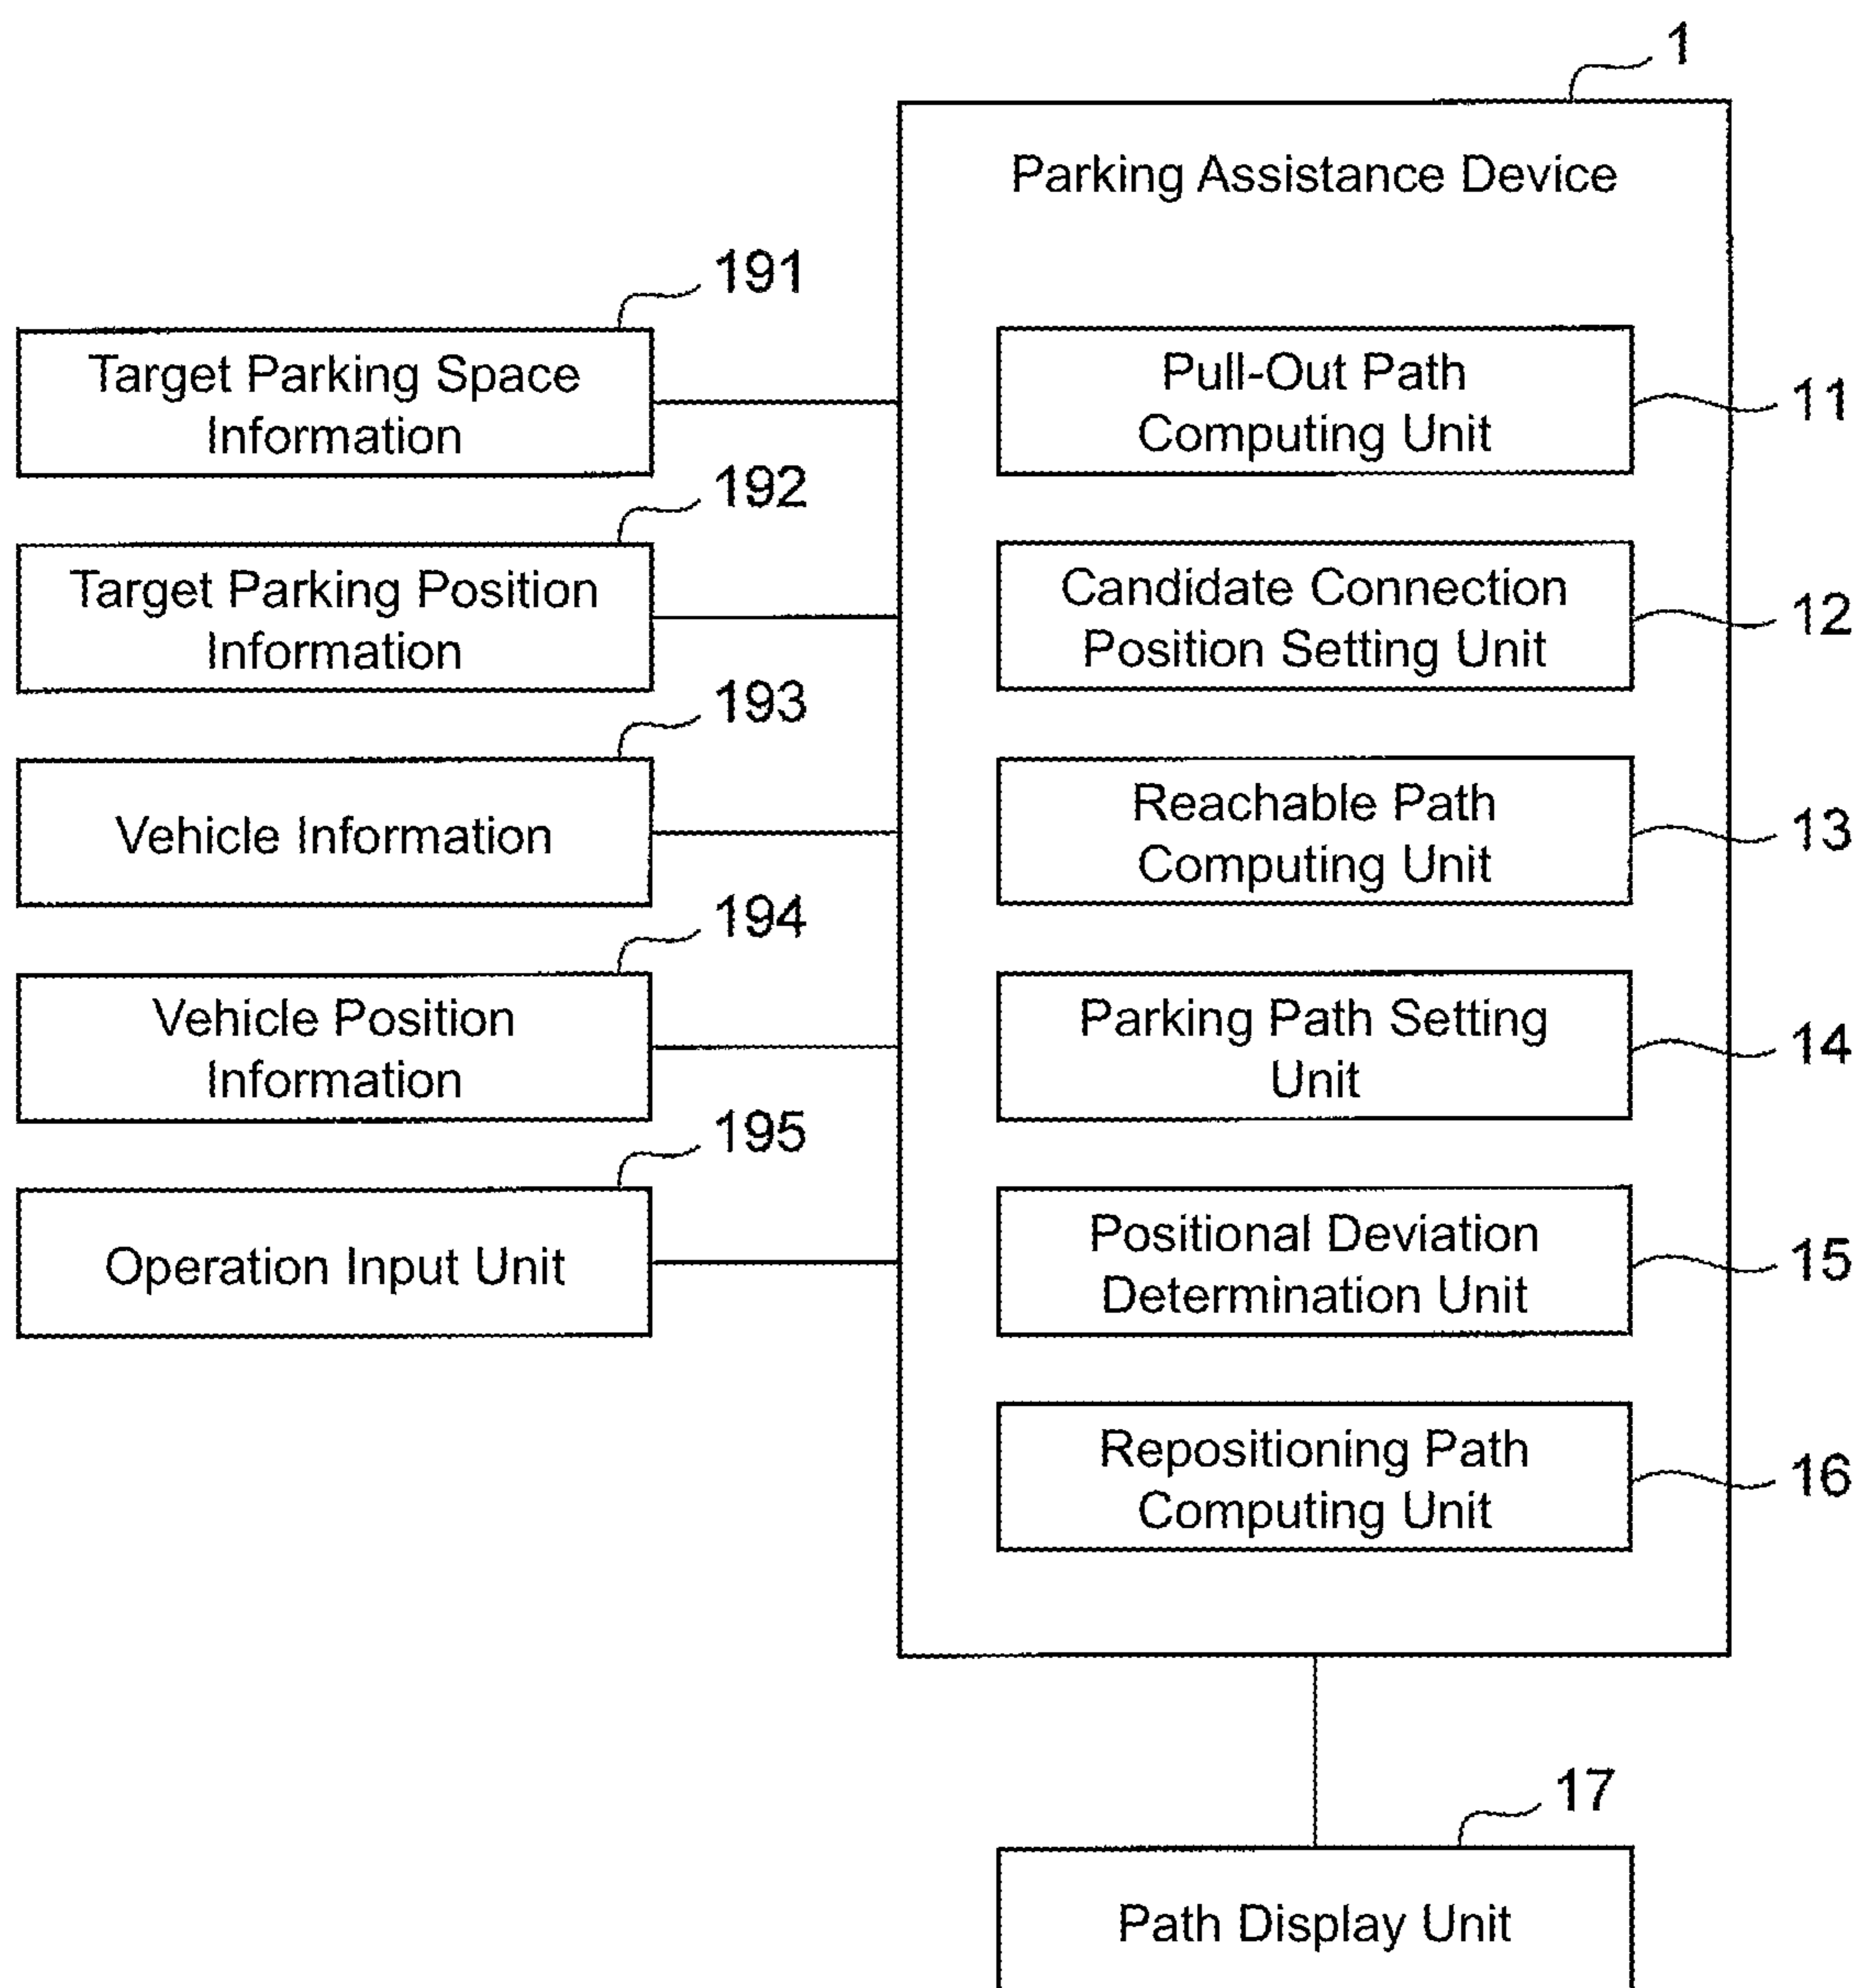 1
Parking Assistance Device
191
Target Parking Space
Information
192
Target Parking Position
Information
193
Vehicle Information
194
Vehicle Position
Information
195
Operation Input Unit
Pull-Out Path
Computing Unit
11
Candidate Connection
Position Setting Unit
12
Reachable Path
Computing Unit
13
Parking Path Setting
Unit
14
Positional Deviation
Determination Unit
15
Repositioning Path
Computing Unit
16
17
Path Display Unit